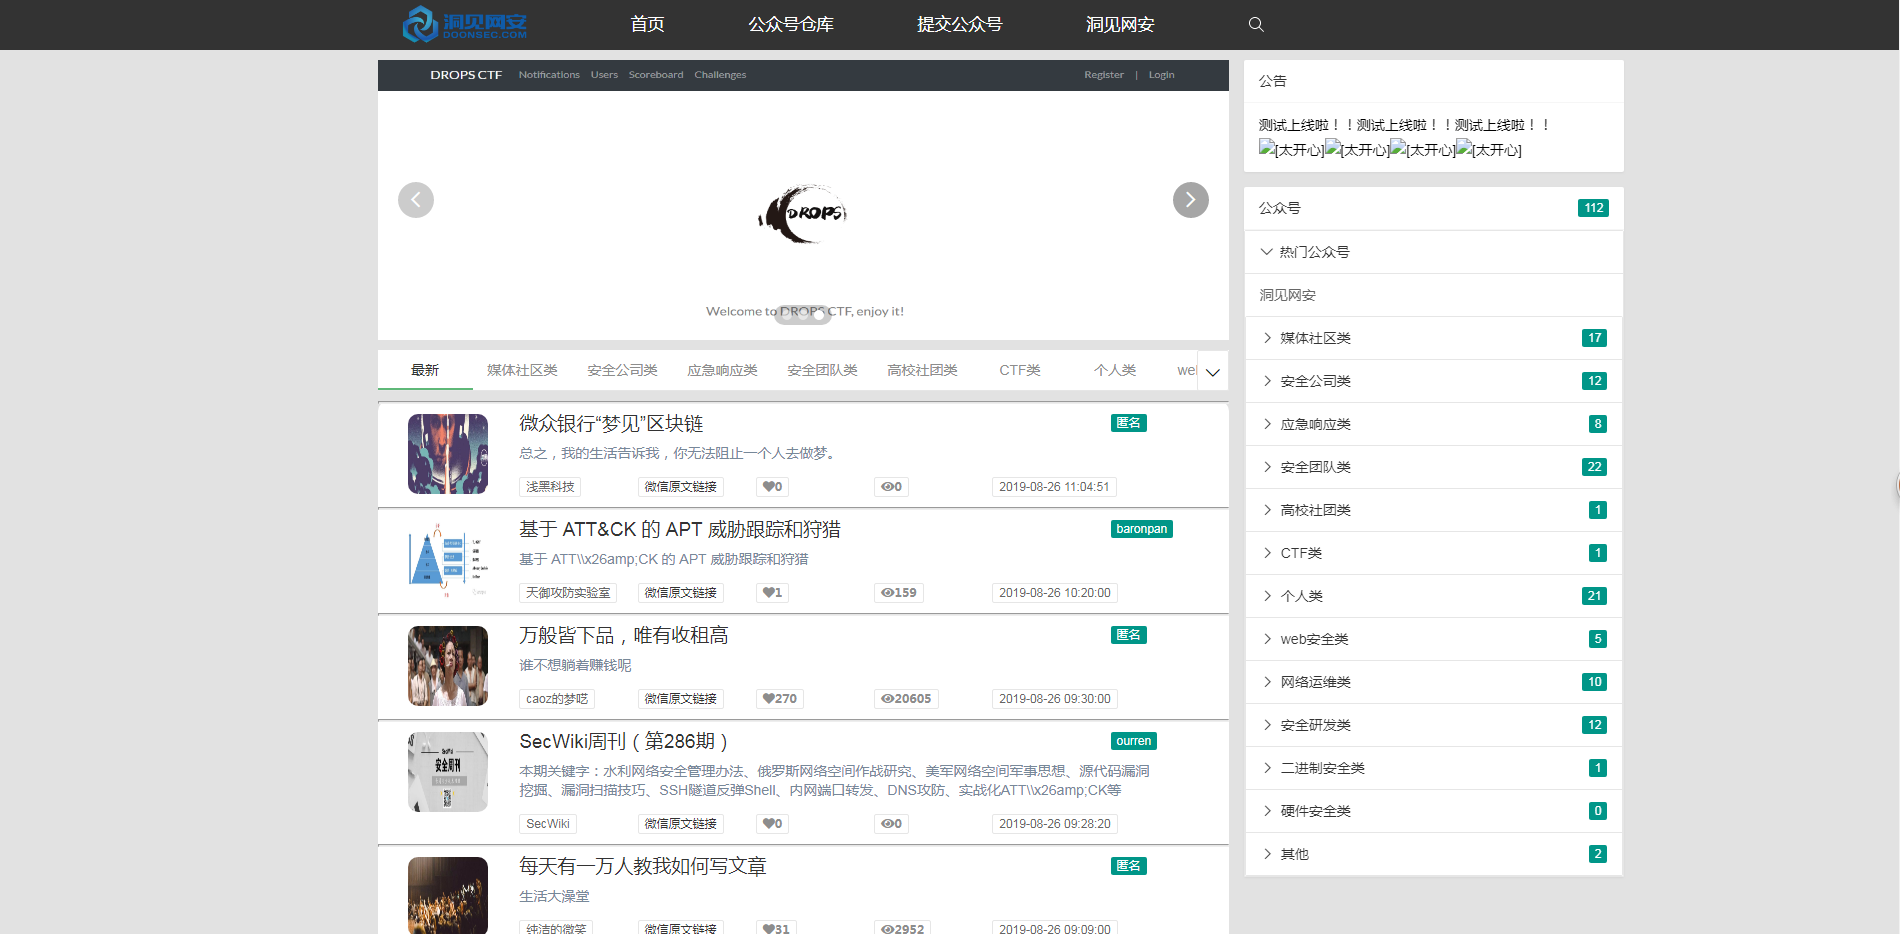 洞见网安
DOONSEC.COM
首页
公众号仓库
提交公众号
洞见网安
DROPS CTF Notifications Users Scoreboard Challenges Register | Login
DROPS
Welcome to DROPS CTF, enjoy it!
最新 媒体社区类 安全公司类 应急响应类 安全团队类 高校社团类 CTF类 个人类 we
微众银行“梦见”区块链 匿名
总之，我的生活告诉我，你无法阻止一个人去做梦。
浅黑科技 微信原文链接 0 0 2019-08-26 11:04:51
基于 ATT&CK 的 APT 威胁跟踪和狩猎 baronpan
基于 ATT\\x26amp;CK 的 APT 威胁跟踪和狩猎
天御攻防实验室 微信原文链接 1 159 2019-08-26 10:20:00
万般皆下品，唯有收租高 匿名
谁不想躺着赚钱呢
caoz的梦呓 微信原文链接 270 20605 2019-08-26 09:30:00
SecWiki周刊（第286期） ourren
本期关键字：水利网络安全管理办法、俄罗斯网络空间作战研究、美军网络空间军事思想、源代码漏洞
挖掘、漏洞扫描技巧、SSH隧道反弹Shell、内网端口转发、DNS攻防、实战化ATT\\x26amp;CK等
SecWiki
安全周刊
SecWiki 微信原文链接 0 0 2019-08-26 09:28:20
每天有一万人教我如何写文章 匿名
生活大澡堂
纯洁的微笑 微信原文链接 31 2952 2019-08-26 09:09:00
公告
测试上线啦！！测试上线啦！！测试上线啦！！
[太开心][太开心][太开心][太开心]
公众号 112
热门公众号
洞见网安
媒体社区类 17
安全公司类 12
应急响应类 8
安全团队类 22
高校社团类 1
CTF类 1
个人类 21
web安全类 5
网络运维类 10
安全研发类 12
二进制安全类 1
硬件安全类 0
其他 2